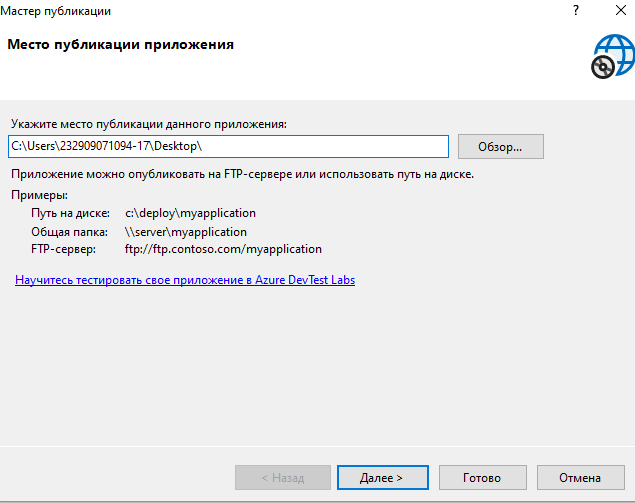 Мастер публикации
?
Место публикации приложения
Укажите место публикации данного приложения:
C:\Users\232909071094-17\Desktop\
Обзор...
Приложение можно опубликовать на FTP-сервере или использовать путь на диске.
Примеры:
Путь на диске: c:\deploy\myapplication
Общая папка: \\server\myapplication
FTP-сервер: ftp://ftp.contoso.com/myapplication
Научитесь тестировать свое приложение в Azure DevTest Labs
< Назад
Далее >
Готово
Отмена